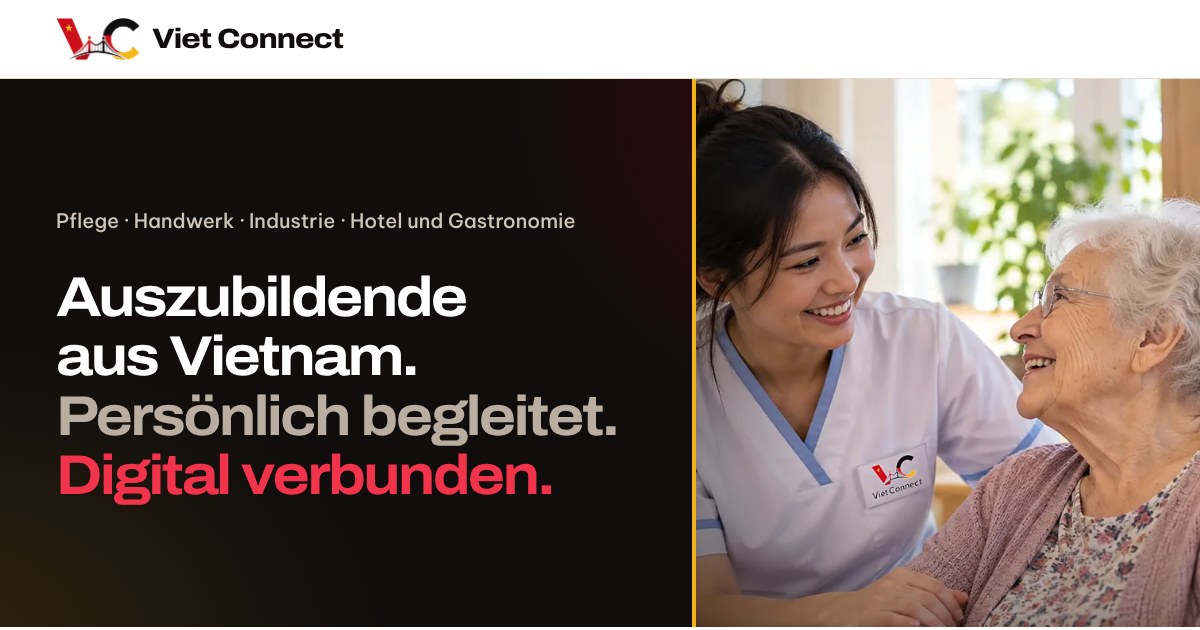 VC Viet Connect
Pflege · Handwerk · Industrie · Hotel und Gastronomie
Auszubildende
aus Vietnam.
Persönlich begleitet.
Digital verbunden.
VC
Viet Connect